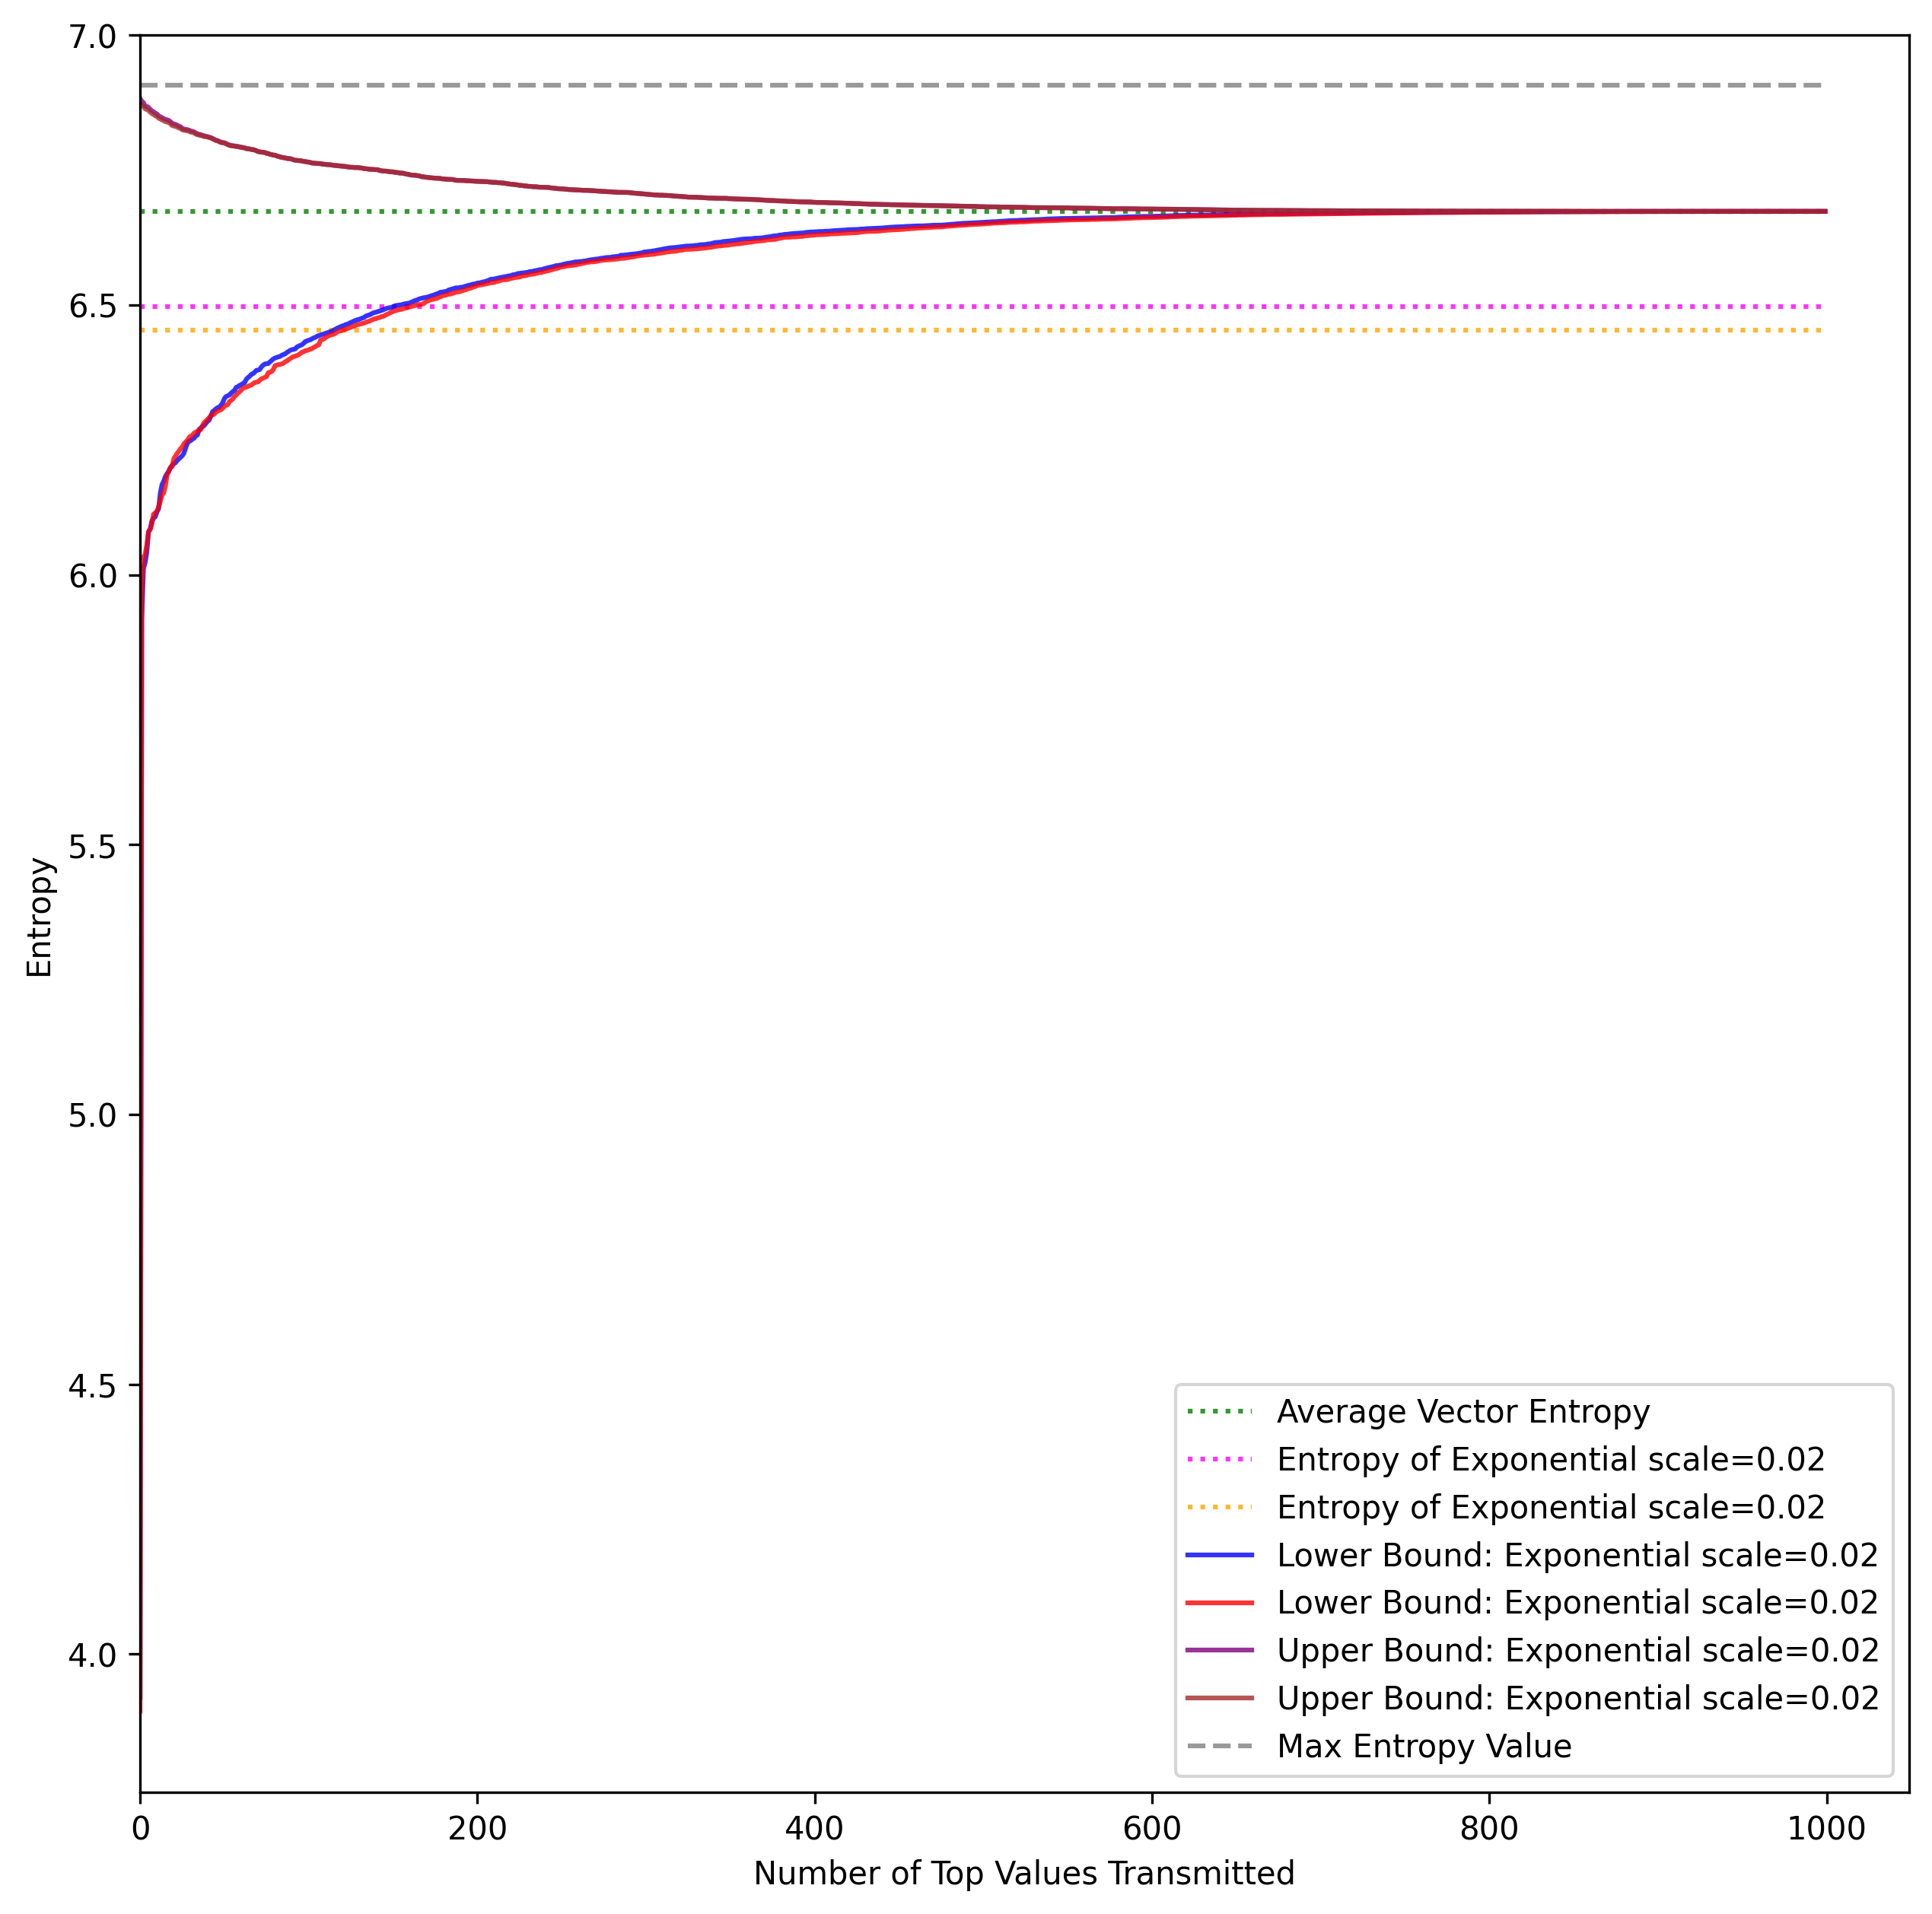 7.0
6.5
6.0
5.5
5.0
4.5
4.0
Entropy
0 200 400 600 800 1000
Number of Top Values Transmitted
Average Vector Entropy
Entropy of Exponential scale=0.02
Entropy of Exponential scale=0.02
Lower Bound: Exponential scale=0.02
Lower Bound: Exponential scale=0.02
Upper Bound: Exponential scale=0.02
Upper Bound: Exponential scale=0.02
Max Entropy Value